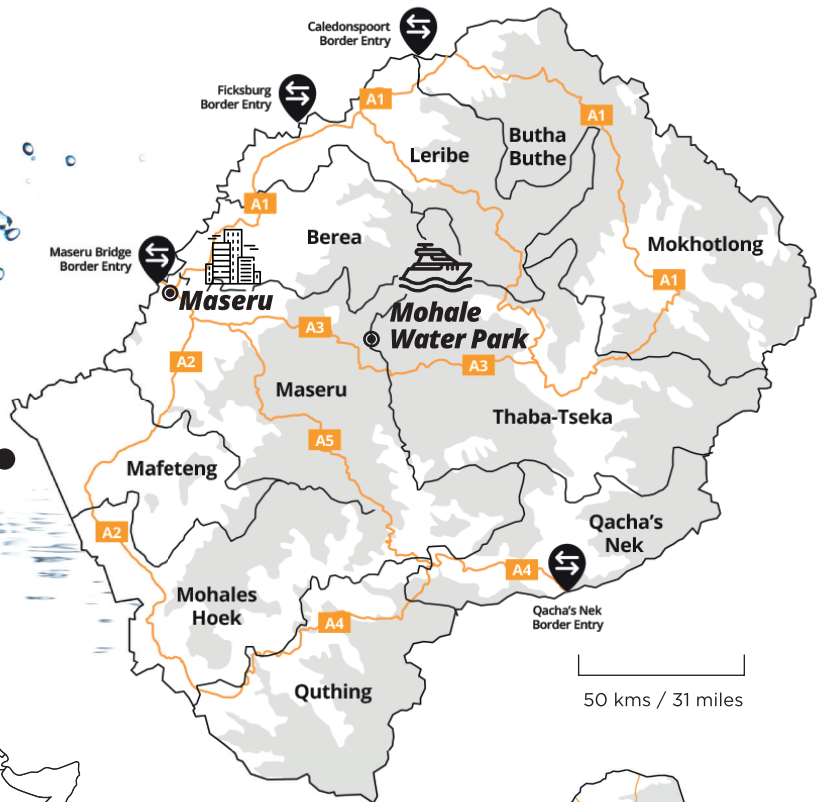 Caledonspoort
Border Entry
Ficksburg
Border Entry
A1
A1
Butha
Buthe
Leribe
A1
Berea
Mokhotlong
Maseru Bridge
Border Entry
A1
Maseru
Mohale
Water Park
A3
A2
A3
Maseru
Thaba-Tseka
A5
Mafeteng
Qacha's
Nek
A2
A4
Mohales
Hoek
Qacha's Nek
Border Entry
A4
Quthing
50 kms / 31 miles